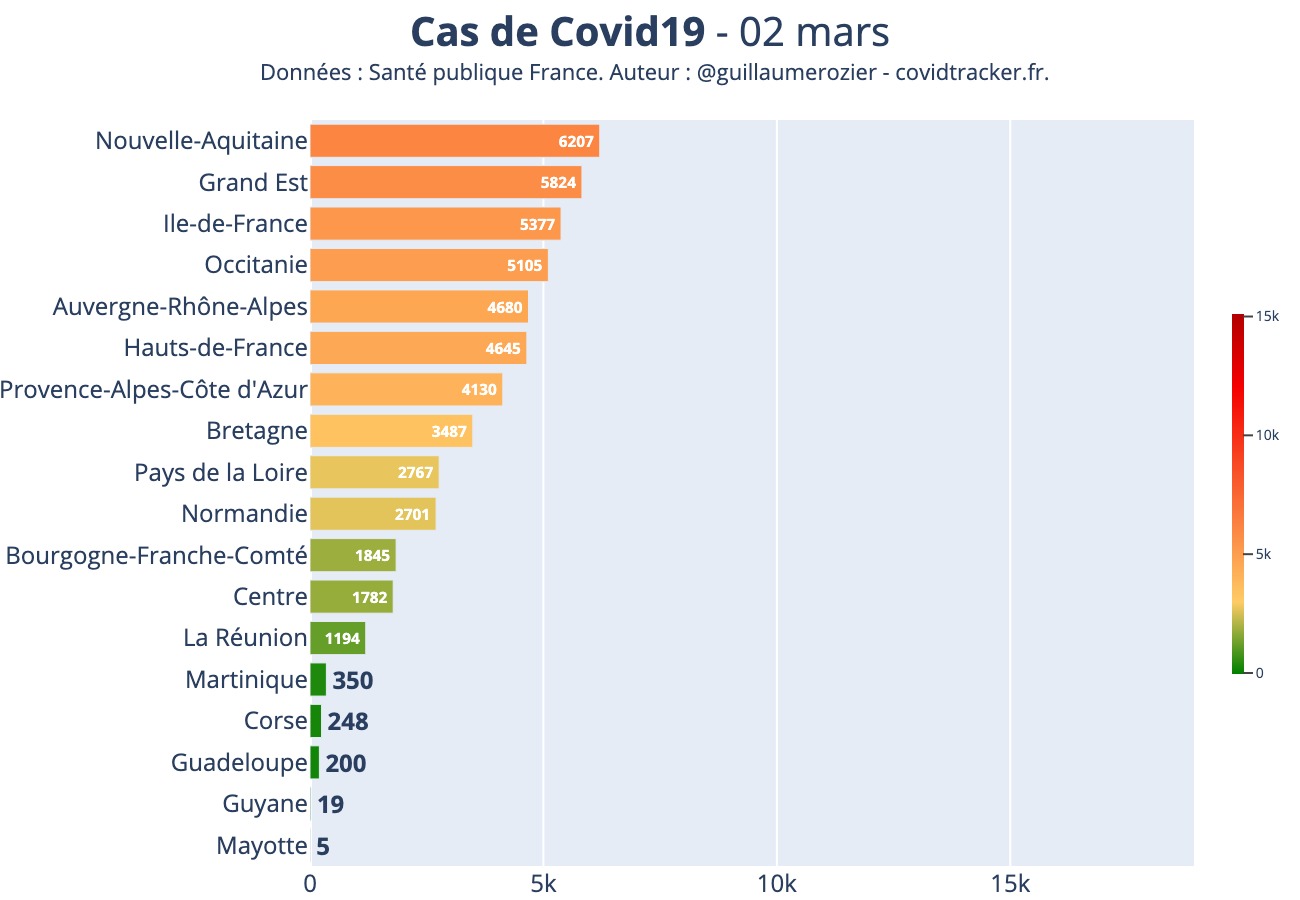 Cas de Covid19 - 02 mars
Données : Santé publique France. Auteur : @guillaumerozier - covidtracker.fr.
Nouvelle-Aquitaine 6207
Grand Est 5824
Ile-de-France 5377
Occitanie 5105
Auvergne-Rhône-Alpes 4680
Hauts-de-France 4645
Provence-Alpes-Côte d'Azur 4130
Bretagne 3487
Pays de la Loire 2767
Normandie 2701
Bourgogne-Franche-Comté 1845
Centre 1782
La Réunion 1194
Martinique 350
Corse 248
Guadeloupe 200
Guyane 19
Mayotte 5
0 5k 10k 15k
15k
10k
5k
0